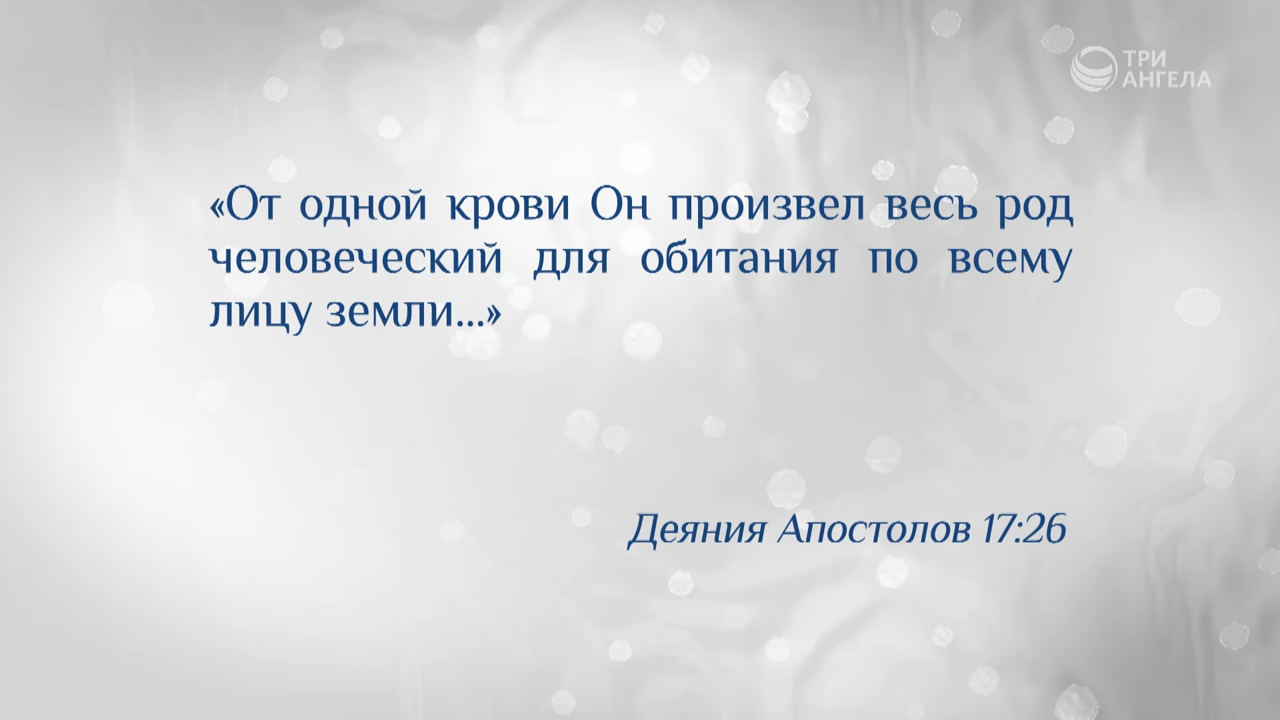 ТРИ
АНГЕЛА
«От одной крови Он произвел весь род
человеческий для обитания по всему
лицу земли...»
Деяния Апостолов 17:26